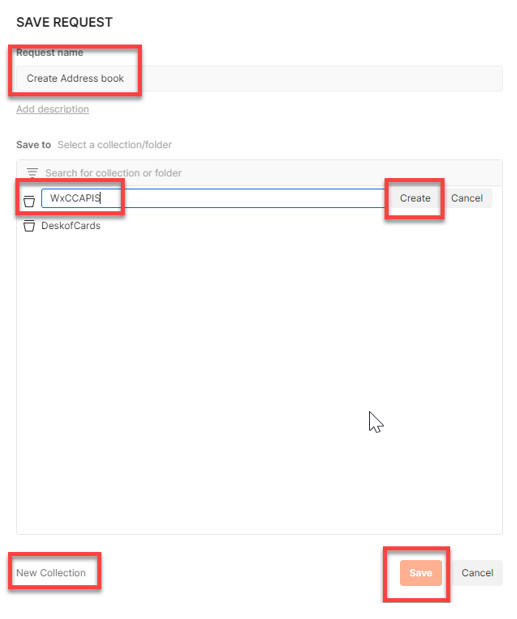 SAVE REQUEST
Request name
Create Address book
Add description
Save to Select a collection/folder
Search for collection or folder
WxCCAPIS Create Cancel
DeskofCards
New Collection Save Cancel